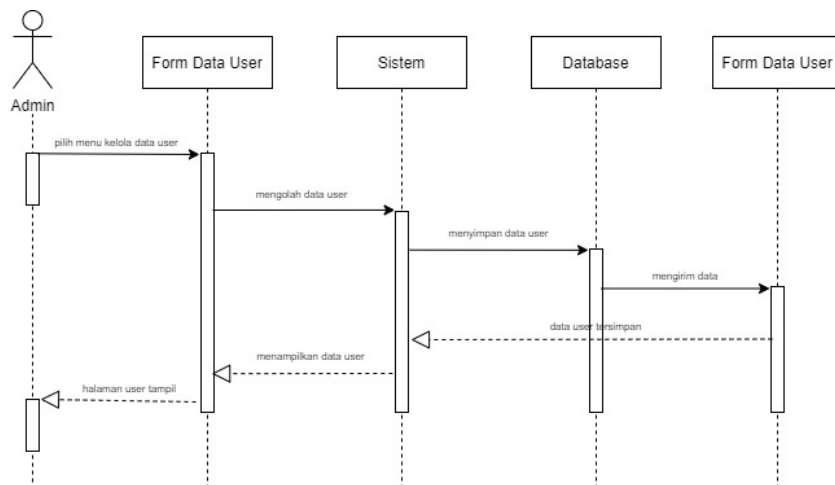 Form Data User
Sistem
Database
Form Data User
Admin
pilih menu kelola data user
mengolah data user
menyimpan data user
mengirim data
data user tersimpan
menampilkan data user
halaman user tampil